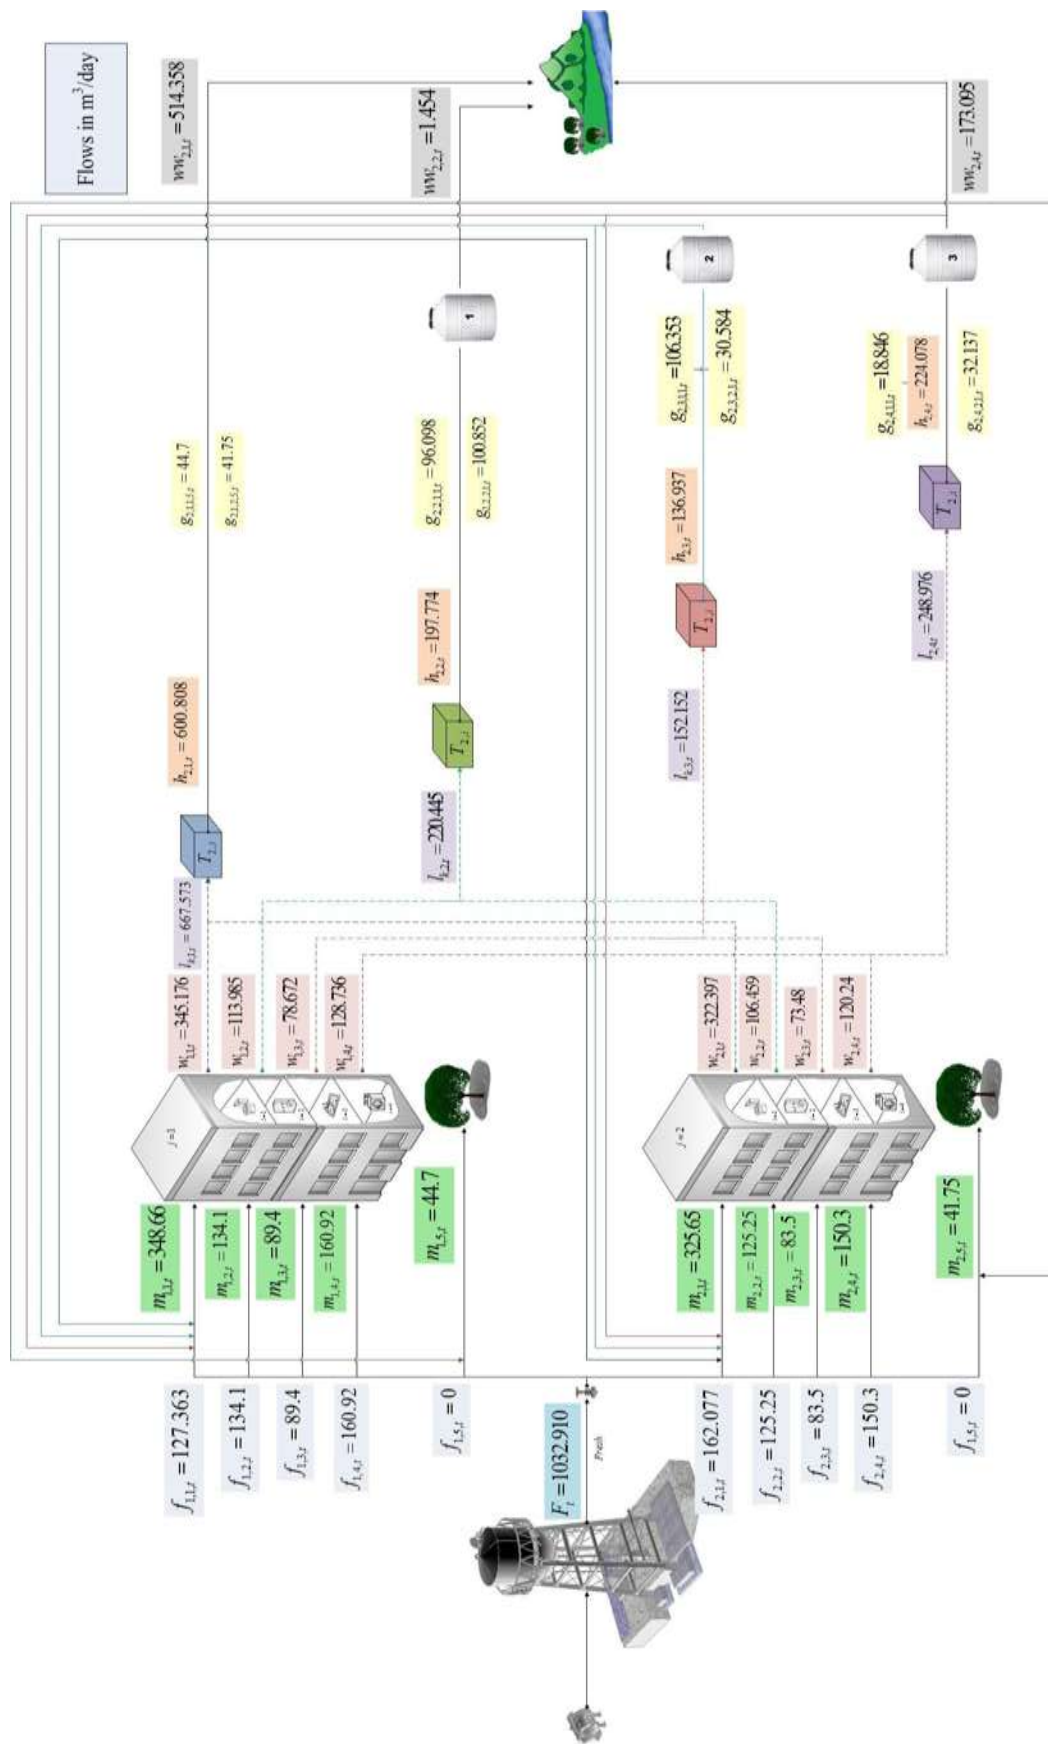 Flows in m³/day
f₁,₁,ₜ = 127.363
f₁,₂,ₜ = 134.1
f₁,₃,ₜ = 89.4
f₁,₄,ₜ = 160.92
f₁,₅,ₜ = 0
Fₜ = 1032.910
Fresh
f₂,₁,ₜ = 162.077
f₂,₂,ₜ = 125.25
f₂,₃,ₜ = 83.5
f₂,₄,ₜ = 150.3
f₁,₅,ₜ = 0
m₁,₁,ₜ = 348.66
m₁,₂,ₜ = 134.1
m₁,₃,ₜ = 89.4
m₁,₄,ₜ = 160.92
m₁,₅,ₜ = 44.7
m₂,₁,ₜ = 325.65
m₂,₂,ₜ = 125.25
m₂,₃,ₜ = 83.5
m₂,₄,ₜ = 150.3
m₂,₅,ₜ = 41.75
j = 2
w₁,₁,ₜ = 345.176
w₁,₂,ₜ = 113.985
w₁,₃,ₜ = 78.672
w₁,₄,ₜ = 128.736
w₂,₁,ₜ = 322.397
w₂,₂,ₜ = 106.459
w₂,₃,ₜ = 73.48
w₂,₄,ₜ = 120.24
= 667.573
T₂,ᵢ
h₂,₁,ₜ = 600.808
g₂,₁,₁,₅,ₜ = 44.7
g₂,₁,₂,₅,ₜ = 41.75
ww₂,₁,ₜ = 514.358
lₖ,₂,ₜ = 220.445
T₂,ᵢ
h₂,₂,ₜ = 197.774
g₂,₂,₁,₁,ₜ = 96.098
g₂,₂,₂,₁,ₜ = 100.852
1
ww₂,₂,ₜ = 1.454
lₖ,₃,ₜ = 152.152
T₂,ᵢ
h₂,₃,ₜ = 136.937
g₂,₃,₁,₁,ₜ = 106.353
g₂,₃,₂,₁,ₜ = 30.584
2
l₂,₄,ₜ = 248.976
T₂,ᵢ
g₂,₄,₁,₁,ₜ = 18.846
h₂,₄,ₜ = 224.078
g₂,₄,₂,₁,ₜ = 32.137
3
ww₂,₄,ₜ = 173.095